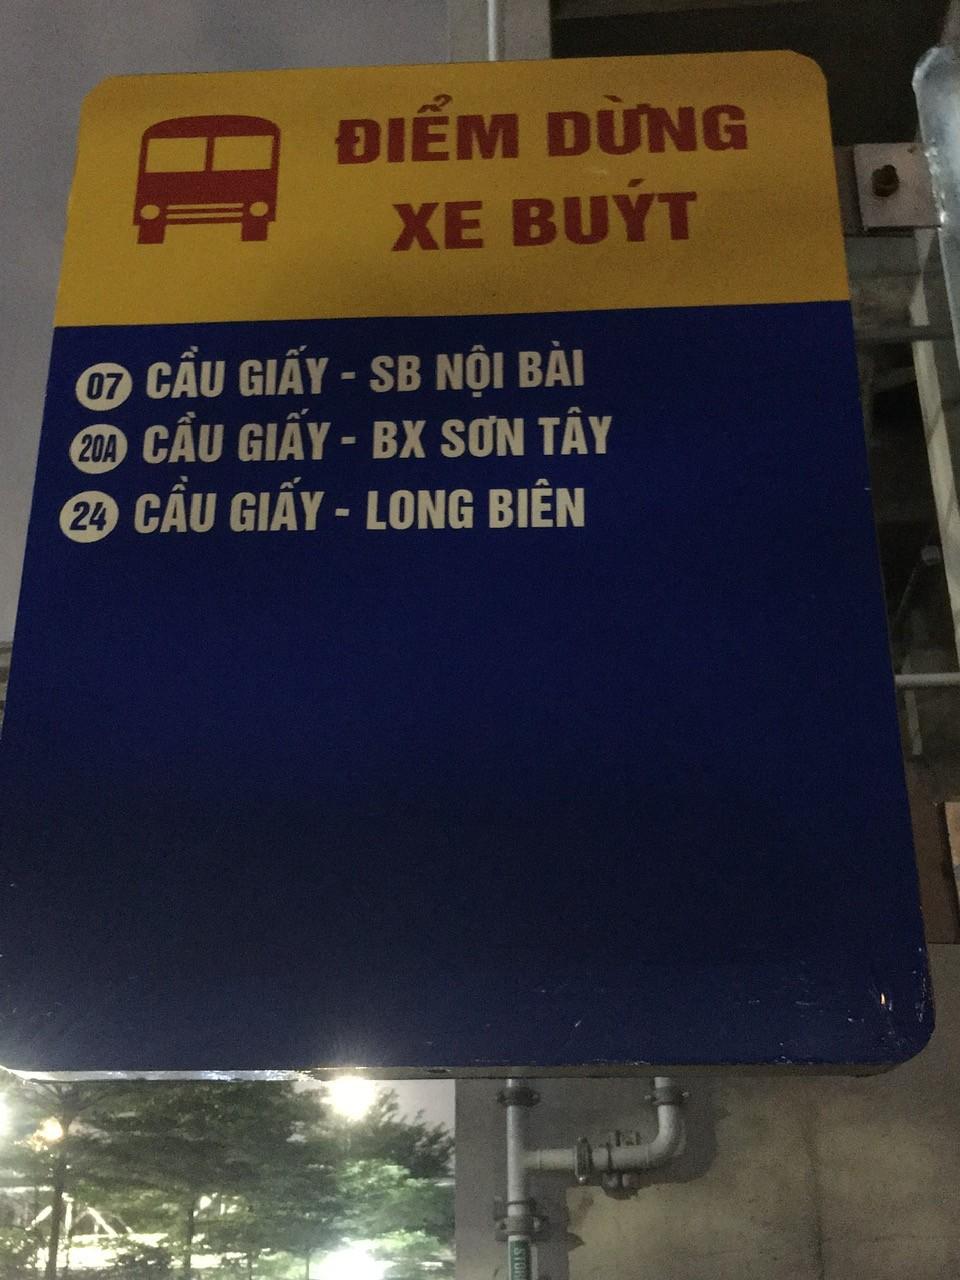 ĐIỂM DỪNG
XE BUÝT
07 CẦU GIẤY - SB NỘI BÀI
20A CẦU GIẤY - BX SƠN TÂY
24 CẦU GIẤY - LONG BIÊN